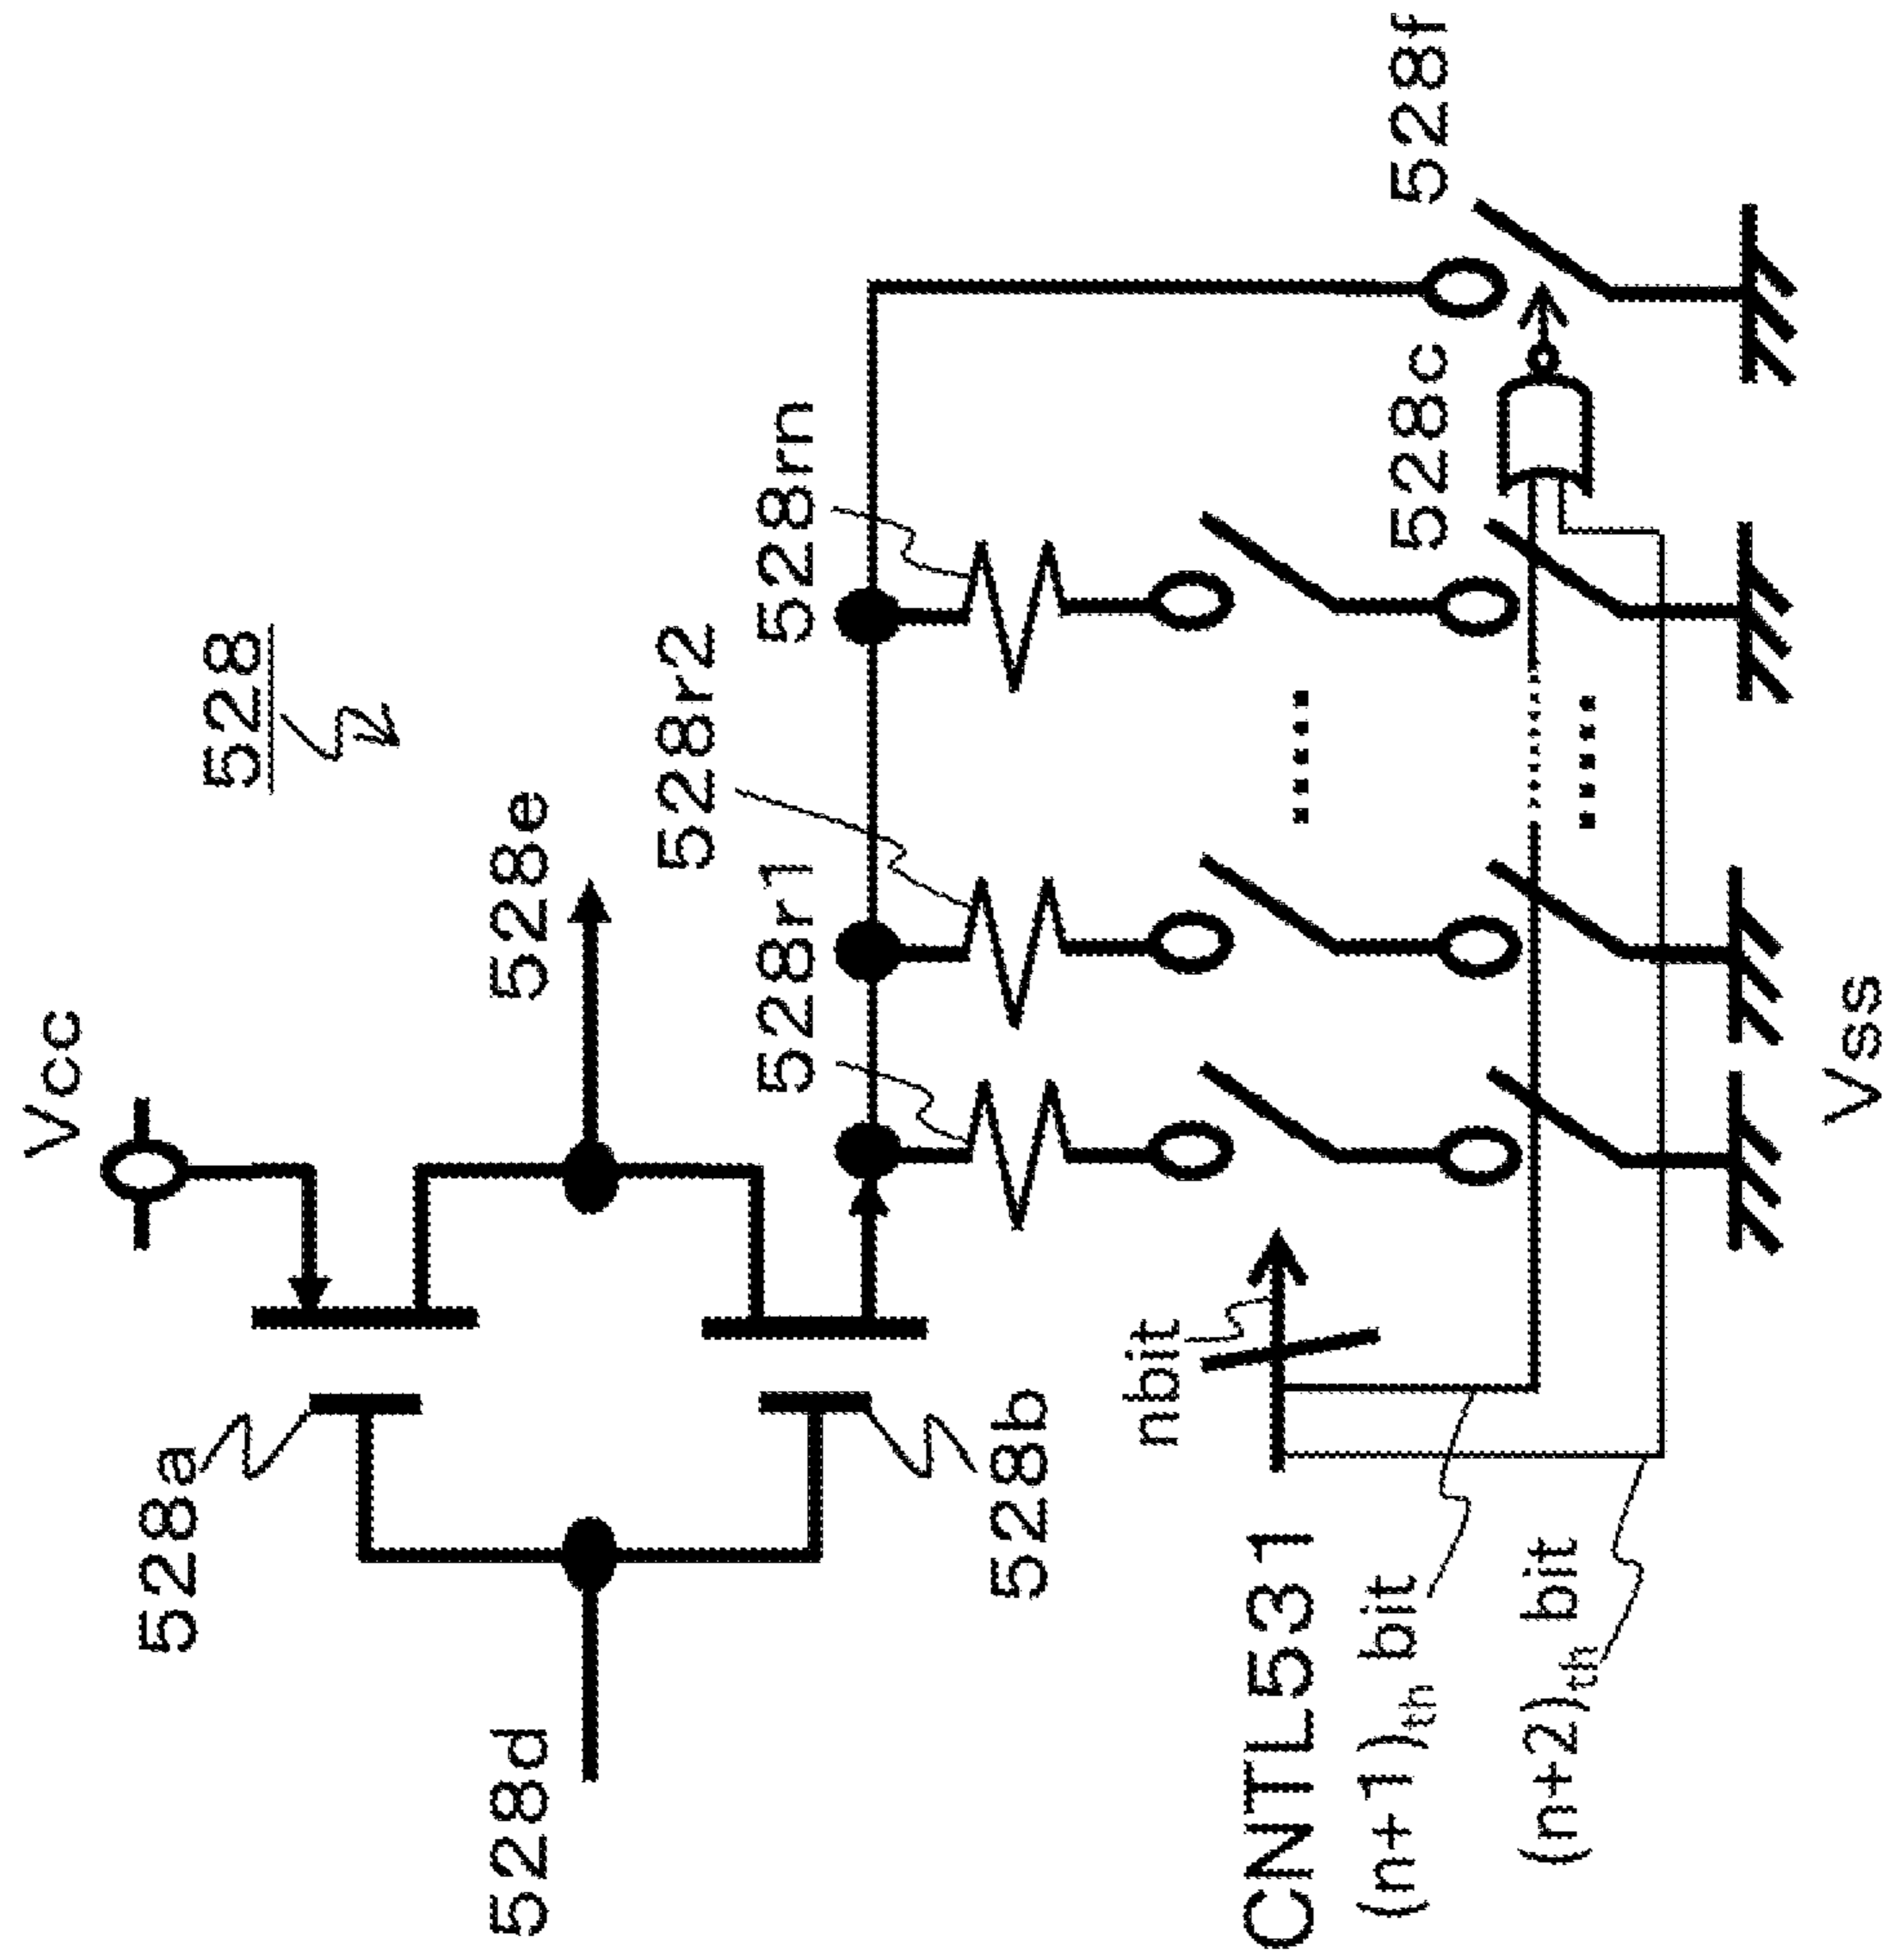 Vcc
528
528a
528e
528d
528b
528r1
528r2
528rn
nbit
CNTL531
(n+1)th bit
(n+2)th bit
528c
528f
Vss